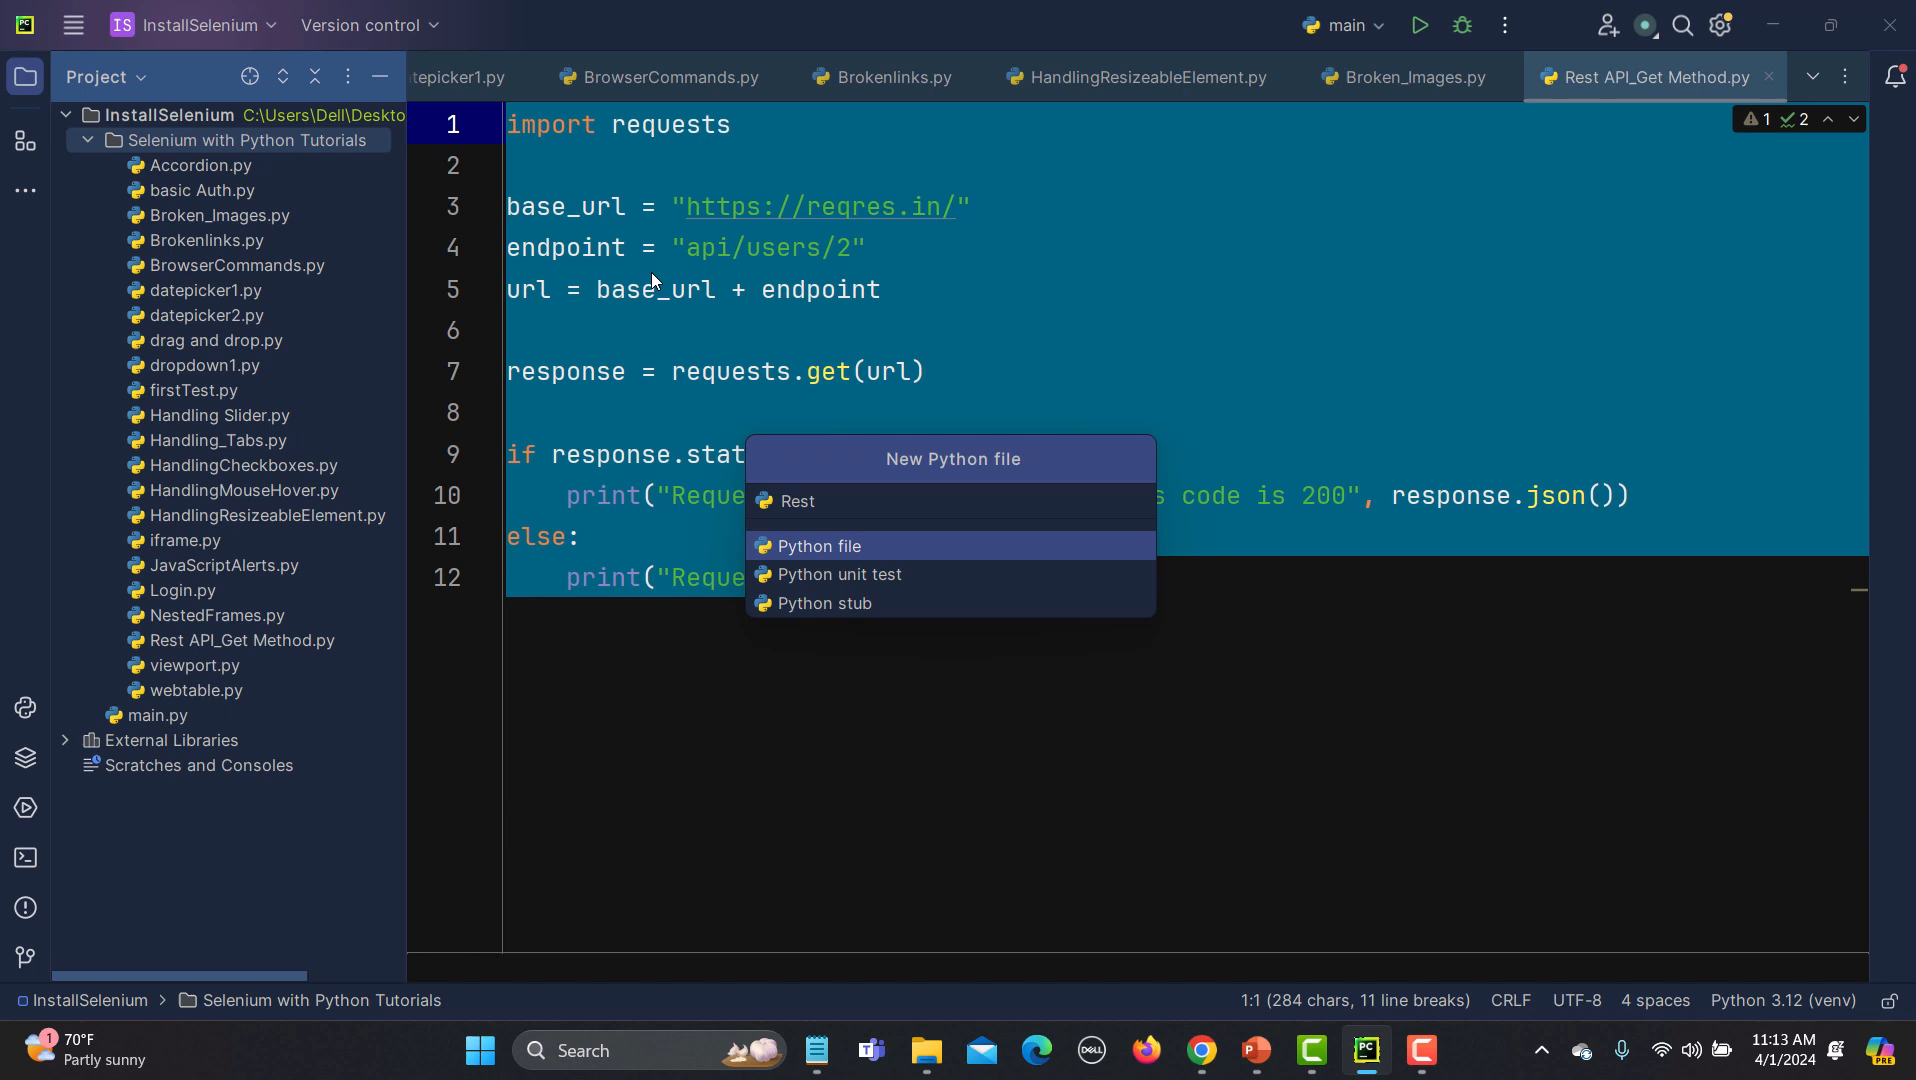 PC
IS InstallSelenium
Version control
main
Project
tepicker1.py
BrowserCommands.py
Brokenlinks.py
HandlingResizeableElement.py
Broken_Images.py
Rest API_Get Method.py
InstallSelenium C:\Users\Dell\Deskto
Selenium with Python Tutorials
Accordion.py
basic Auth.py
Broken_Images.py
Brokenlinks.py
BrowserCommands.py
datepicker1.py
datepicker2.py
drag and drop.py
dropdown1.py
firstTest.py
Handling Slider.py
Handling_Tabs.py
HandlingCheckboxes.py
HandlingMouseHover.py
HandlingResizeableElement.py
iframe.py
JavaScriptAlerts.py
Login.py
NestedFrames.py
Rest API_Get Method.py
viewport.py
webtable.py
main.py
External Libraries
Scratches and Consoles
1 2
1 import requests
2
3 base_url = "https://reqres.in/"
4 endpoint = "api/users/2"
5 url = base_url + endpoint
6
7 response = requests.get(url)
8
9 if response.stat
10 print("Reque s code is 200", response.json())
11 else:
12 print("Reque
New Python file
Rest
Python file
Python unit test
Python stub
InstallSelenium > Selenium with Python Tutorials
1:1 (284 chars, 11 line breaks) CRLF UTF-8 4 spaces Python 3.12 (venv)
1
70°F
Partly sunny
Search
DELL
PC
11:13 AM
4/1/2024
PRE